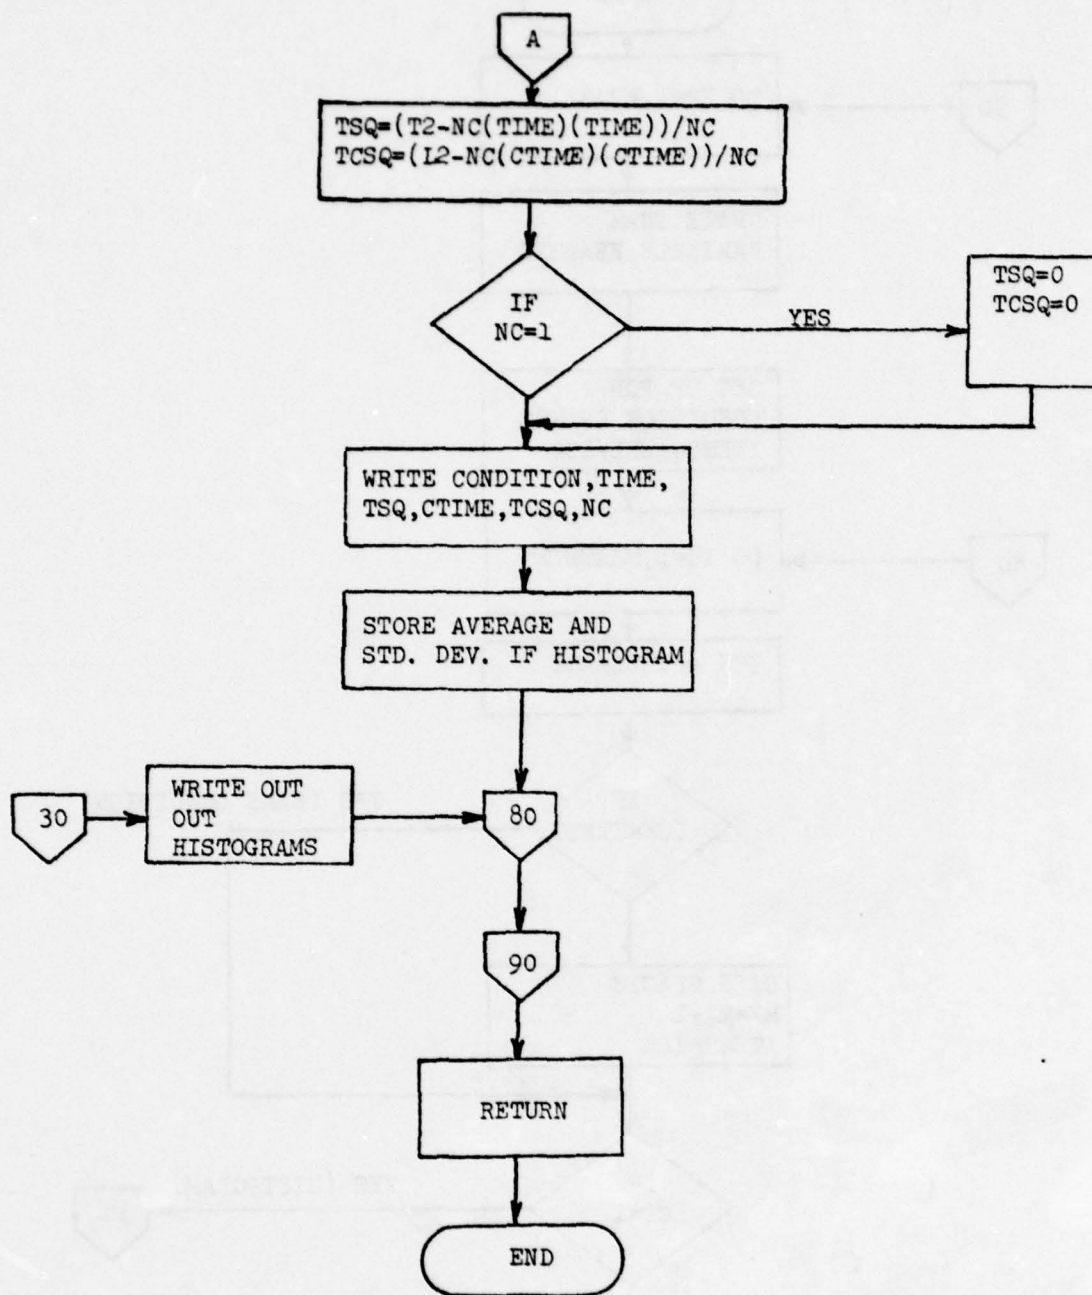 A
TSQ=(T2-NC(TIME)(TIME))/NC
TCSQ=(L2-NC(CTIME)(CTIME))/NC
IF
NC=1
YES
TSQ=0
TCSQ=0
WRITE CONDITION,TIME,
TSQ,CTIME,TCSQ,NC
STORE AVERAGE AND
STD. DEV. IF HISTOGRAM
30
WRITE OUT
OUT
HISTOGRAMS
80
90
RETURN
END